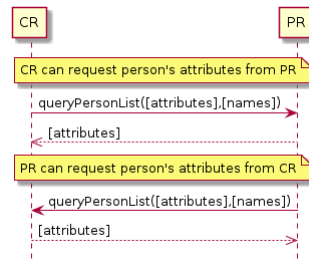 CR
PR
CR can request person's attributes from PR
queryPersonList([attributes],[names])
[attributes]
PR can request person's attributes from CR
queryPersonList([attributes],[names])
[attributes]